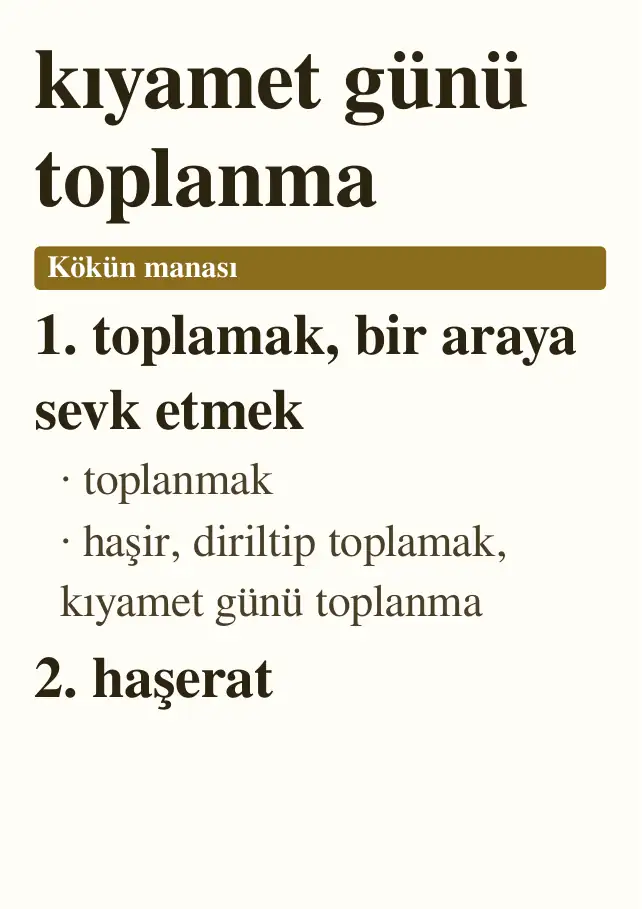 kıyamet günü
toplanma
Kökün manası
1. toplamak, bir araya
sevk etmek
· toplanmak
· haşir, diriltip toplamak,
kıyamet günü toplanma
2. haşerat